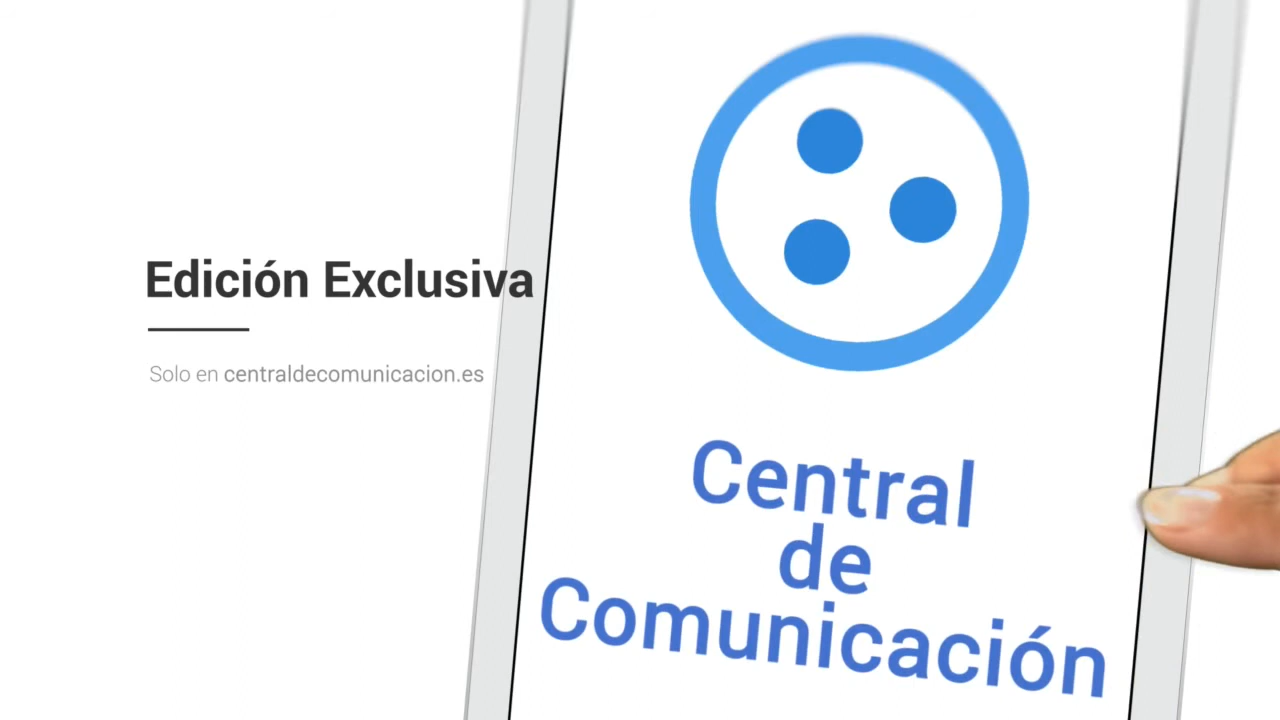 Edición Exclusiva
Solo en centraldecomunicacion.es
Central
de
Comunicación